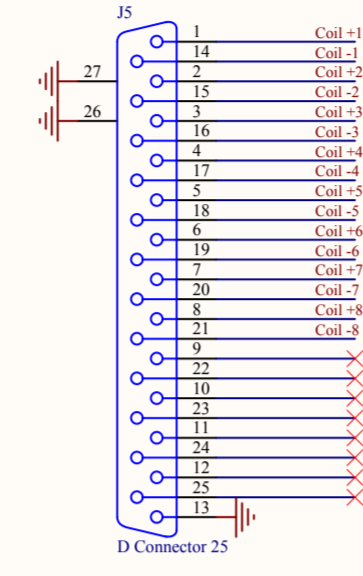 J5
1 Coil +1
14 Coil -1
27 2 Coil +2
15 Coil -2
26 3 Coil +3
16 Coil -3
4 Coil +4
17 Coil -4
5 Coil +5
18 Coil -5
6 Coil +6
19 Coil -6
7 Coil +7
20 Coil -7
8 Coil +8
21 Coil -8
9
22
10
23
11
24
12
25
13
D Connector 25